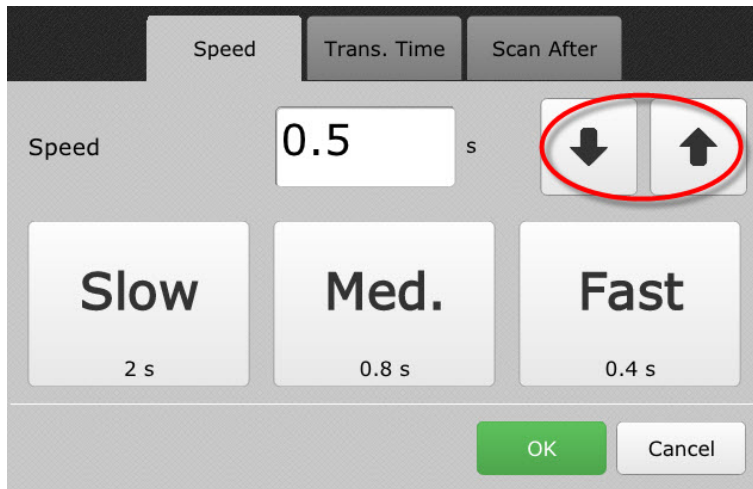 Speed Trans. Time Scan After
Speed 0.5 s
Slow Med. Fast
2 s 0.8 s 0.4 s
OK Cancel